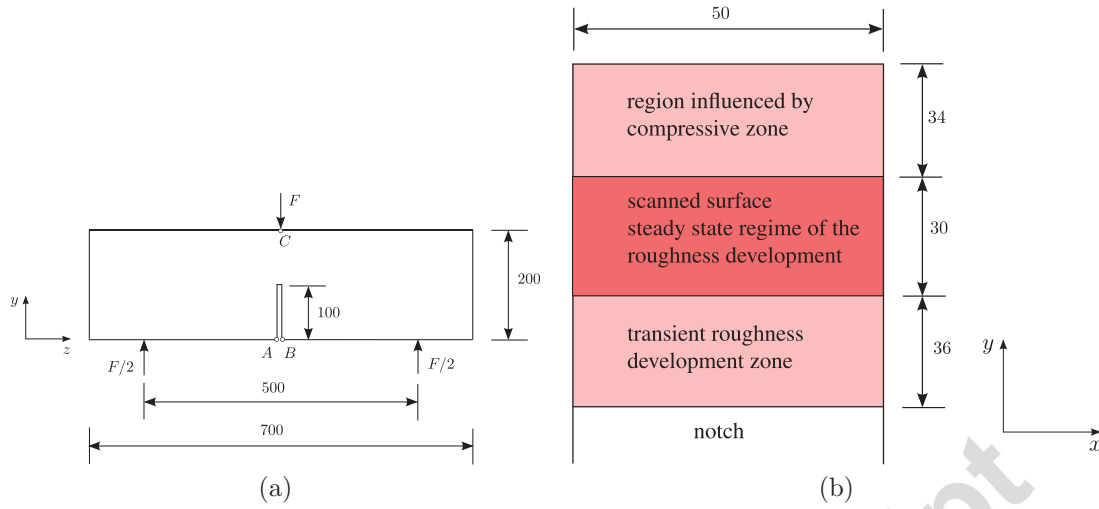 F
C
200
100
y
z
A
B
F/2
F/2
500
700
(a)
50
region influenced by
compressive zone
34
scanned surface
steady state regime of the
roughness development
30
transient roughness
development zone
36
notch
y
x
(b)
pt